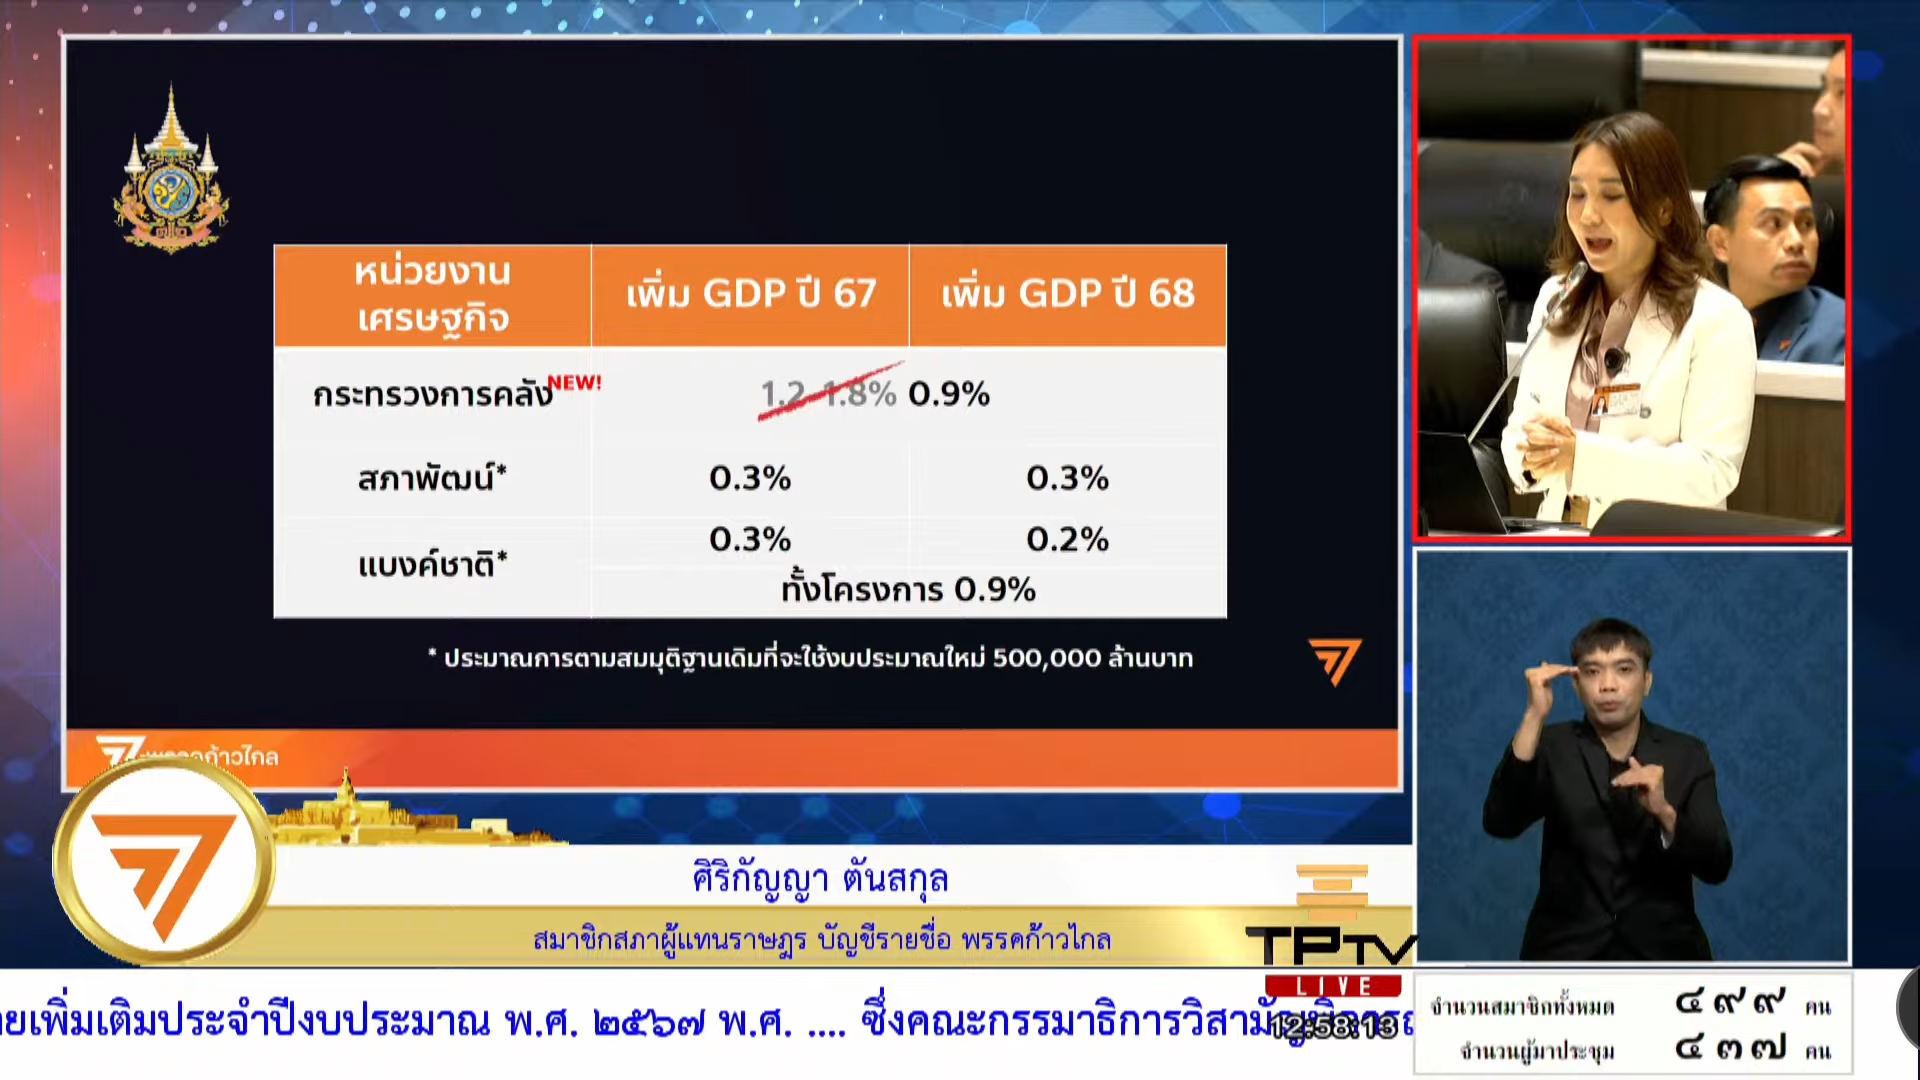 หน่วยงาน
เศรษฐกิจ
เพิ่ม GDP ปี 67
เพิ่ม GDP ปี 68
กระทรวงการคลัง NEW!
1.2-1.8% 0.9%
สภาพัฒน์*
0.3%
0.3%
แบงค์ชาติ*
0.3%
0.2%
ทั้งโครงการ 0.9%
* ประมาณการตามสมมุติฐานเดิมที่จะใช้งบประมาณใหม่ 500,000 ล้านบาท
ก้าวไกล
ศิริกัญญา ตันสกุล
สมาชิกสภาผู้แทนราษฎร บัญชีรายชื่อ พรรคก้าวไกล
TPTV
LIVE
12:58:13
ยเพิ่มเติมประจำปีงบประมาณ พ.ศ. ๒๕๖๗ พ.ศ. .... ซึ่งคณะกรรมาธิการวิสามัญ
จำนวนสมาชิกทั้งหมด ๔๙๙ คน
จำนวนผู้มาประชุม ๔๓๗ คน